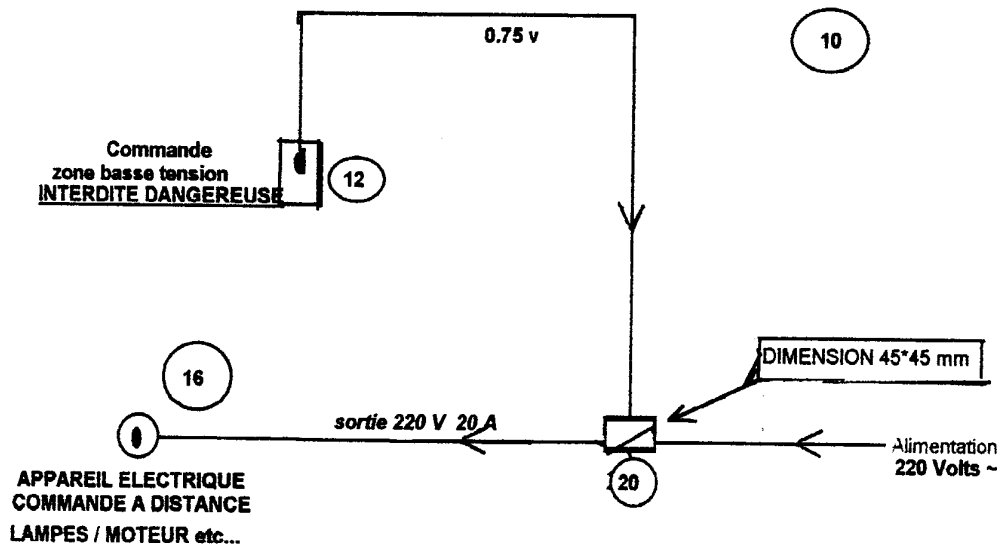 0.75 v
10
Commande
zone basse tension
INTERDITE DANGEREUSE
12
DIMENSION 45*45 mm
16
sortie 220 V 20 A
Alimentation
220 Volts ~
20
APPAREIL ELECTRIQUE
COMMANDE A DISTANCE
LAMPES / MOTEUR etc...